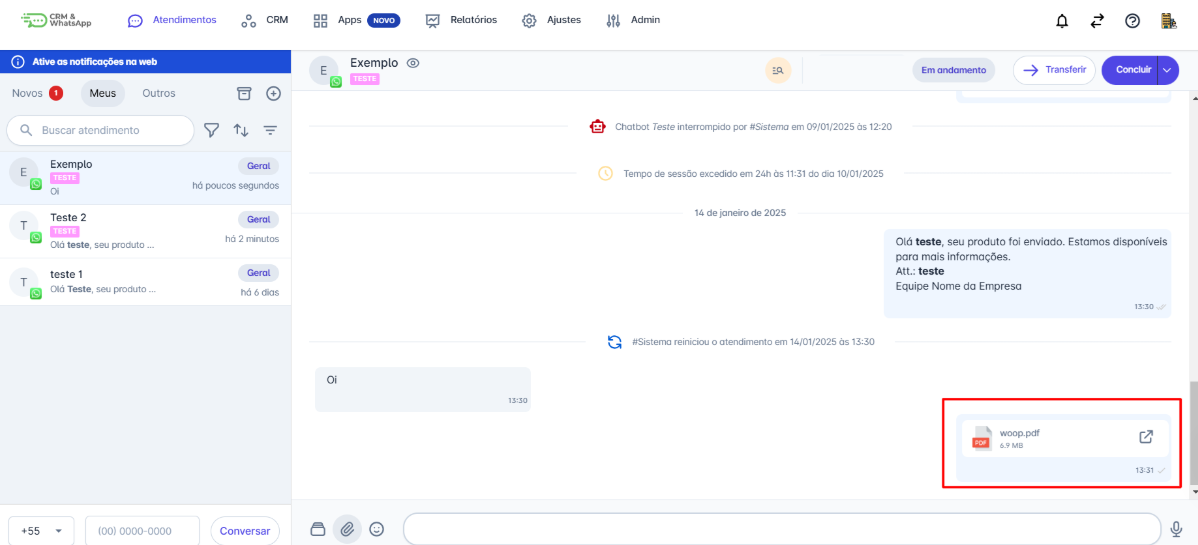 CRM &
WhatsApp
Atendimentos
CRM
Apps
NOVO
Relatórios
Ajustes
Admin
Ative as notificações na web
Novos 1
Meus
Outros
Buscar atendimento
E
Exemplo
Geral
TESTE
há poucos segundos
Oi
T
Teste 2
Geral
TESTE
há 2 minutos
Olá teste, seu produto ...
T
teste 1
Geral
Olá Teste, seu produto ...
há 6 dias
+55
(00) 0000-0000
Conversar
E
Exemplo
TESTE
Em andamento
Transferir
Concluir
Chatbot Teste interrompido por #Sistema em 09/01/2025 às 12:20
Tempo de sessão excedido em 24h às 11:31 do dia 10/01/2025
14 de janeiro de 2025
Olá teste, seu produto foi enviado. Estamos disponíveis
para mais informações.
Att.: teste
Equipe Nome da Empresa
13:30
#Sistema reiniciou o atendimento em 14/01/2025 às 13:30
Oi
13:30
PDF
woop.pdf
6.9 MB
13:31